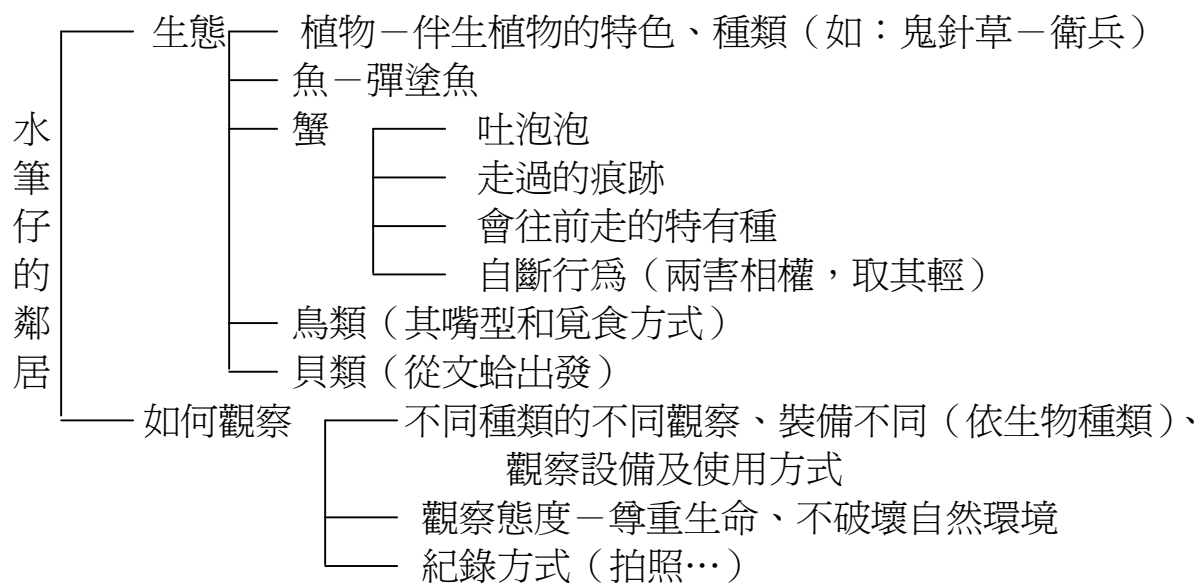 水筆仔的鄰居
生態
植物－伴生植物的特色、種類（如：鬼針草－衛兵）
魚－彈塗魚
蟹
吐泡泡
走過的痕跡
會往前走的特有種
自斷行為（兩害相權，取其輕）
鳥類（其嘴型和覓食方式）
貝類（從文蛤出發）
如何觀察
不同種類的不同觀察、裝備不同（依生物種類）、
觀察設備及使用方式
觀察態度－尊重生命、不破壞自然環境
紀錄方式（拍照…）